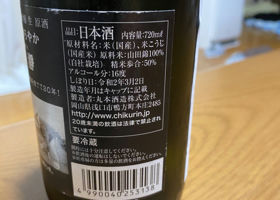 生原酒
やか
品目:日本酒 内容量:720mℓ
原材料名:米(国産)、米こうじ
(国産米) 原料米:山田錦100%
(自社栽培) 精米歩合:50%
アルコール分:16度
しぼり日:令和2年3月2日
製造年月はキャップに記載
製造者:丸本酒造株式会社
岡山県浅口市鴨方町本庄2485
http://www.chikurin.jp
20歳未満の飲酒は法律で禁止され
ています。
要冷蔵
4990040253138